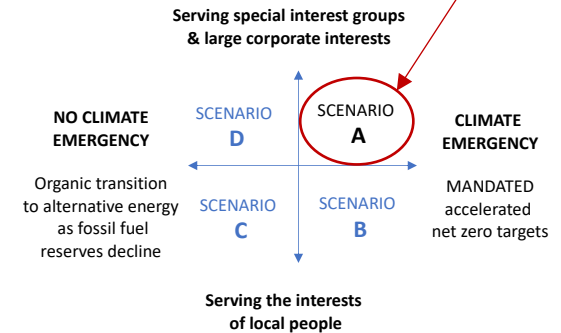 Serving special interest groups
& large corporate interests
NO CLIMATE
EMERGENCY
Organic transition
to alternative energy
as fossil fuel
reserves decline
SCENARIO
D
SCENARIO
A
SCENARIO
C
SCENARIO
B
CLIMATE
EMERGENCY
MANDATED
accelerated
net zero targets
Serving the interests
of local people